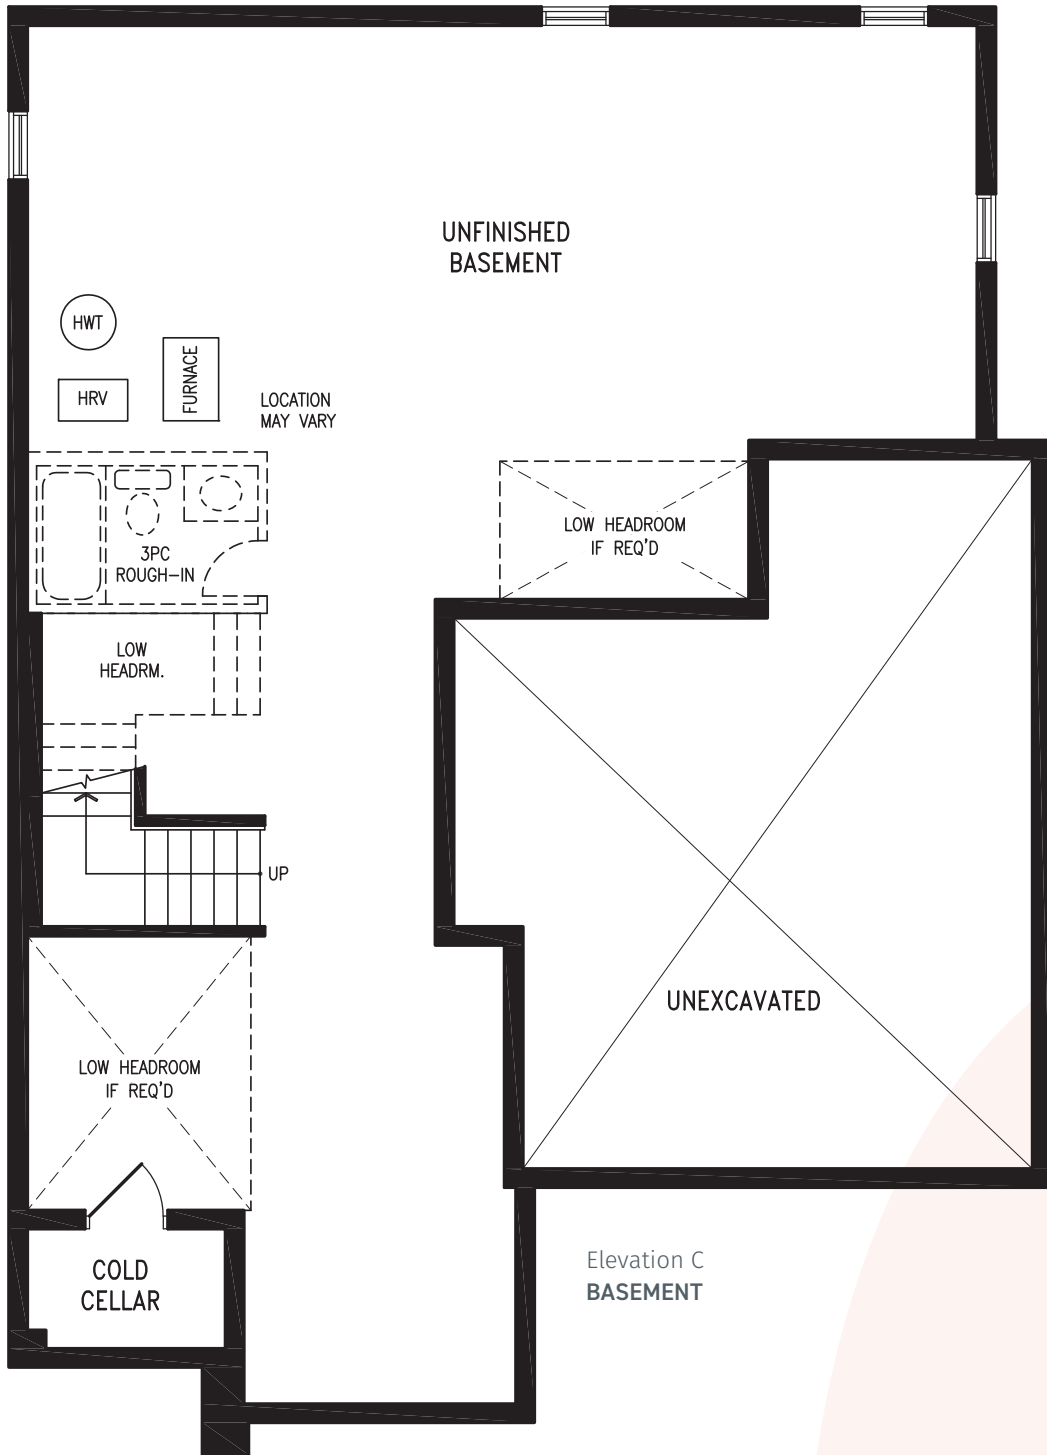 UNFINISHED
BASEMENT
HWT
HRV
FURNACE
LOCATION
MAY VARY
3PC
ROUGH-IN
LOW HEADROOM
IF REQ'D
LOW
HEADRM.
UP
UNEXCAVATED
LOW HEADROOM
IF REQ'D
COLD
CELLAR
Elevation C
BASEMENT